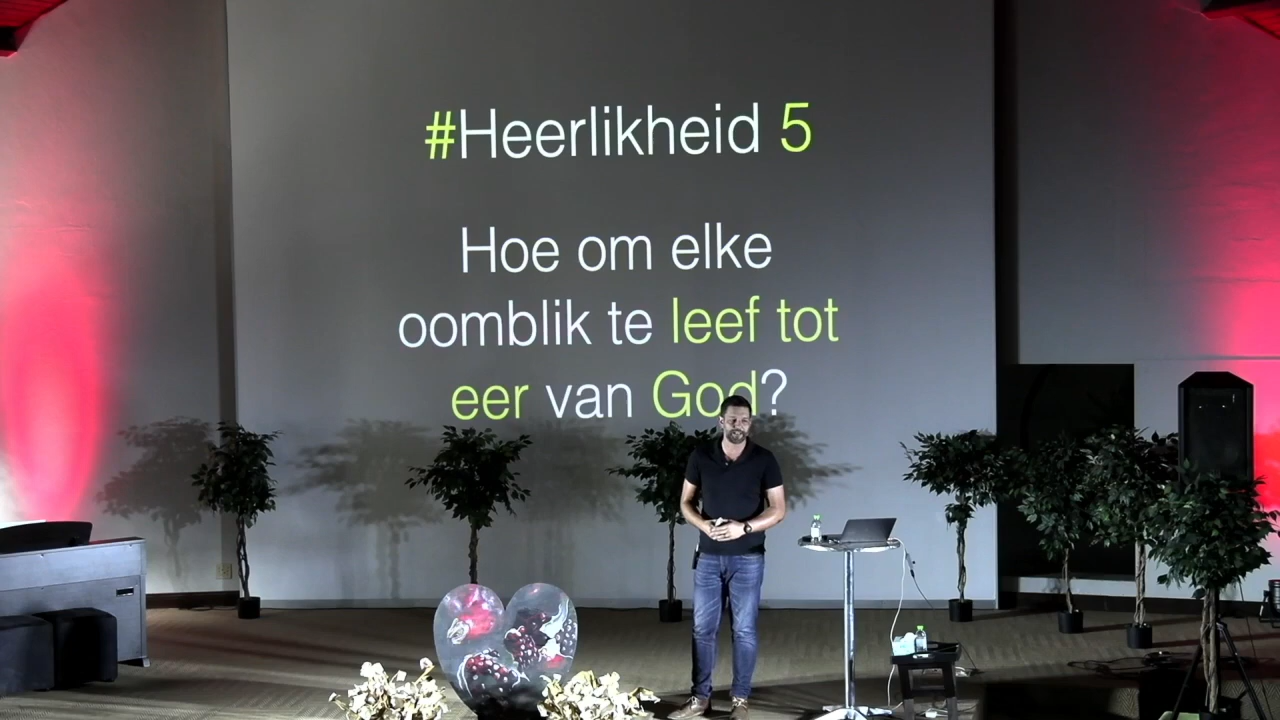 #Heerlikheid 5
Hoe om elke
oomblik te leef tot
eer van God?